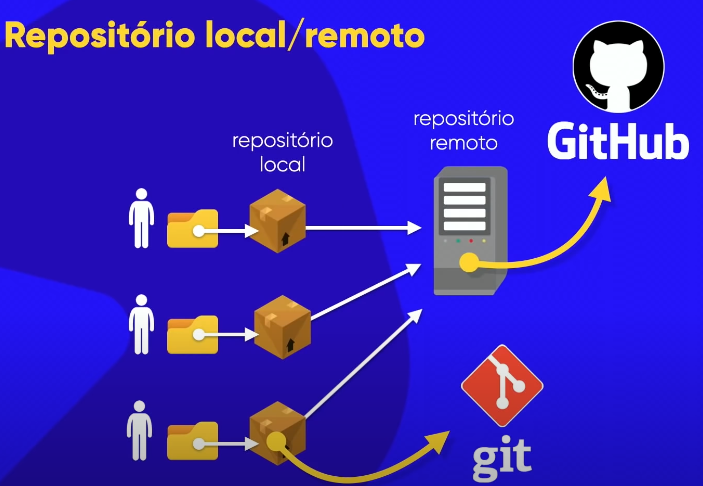 Repositório local/remoto
repositório
local
repositório
remoto
GitHub
git